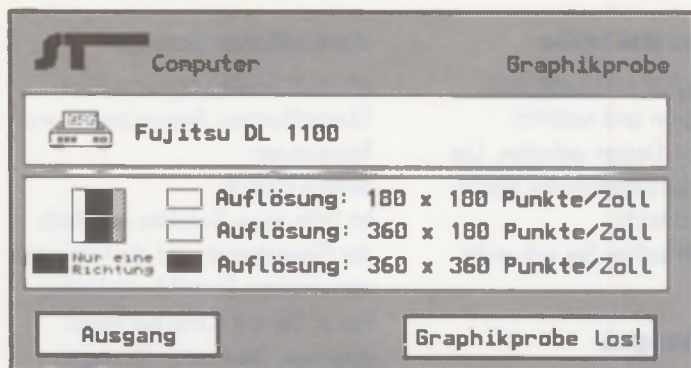 ST
Computer Graphikprobe
Fujitsu DL 1100
Auflösung: 180 x 180 Punkte/Zoll
Auflösung: 360 x 180 Punkte/Zoll
Nur eine
Richtung
Auflösung: 360 x 360 Punkte/Zoll
Ausgang
Graphikprobe los!